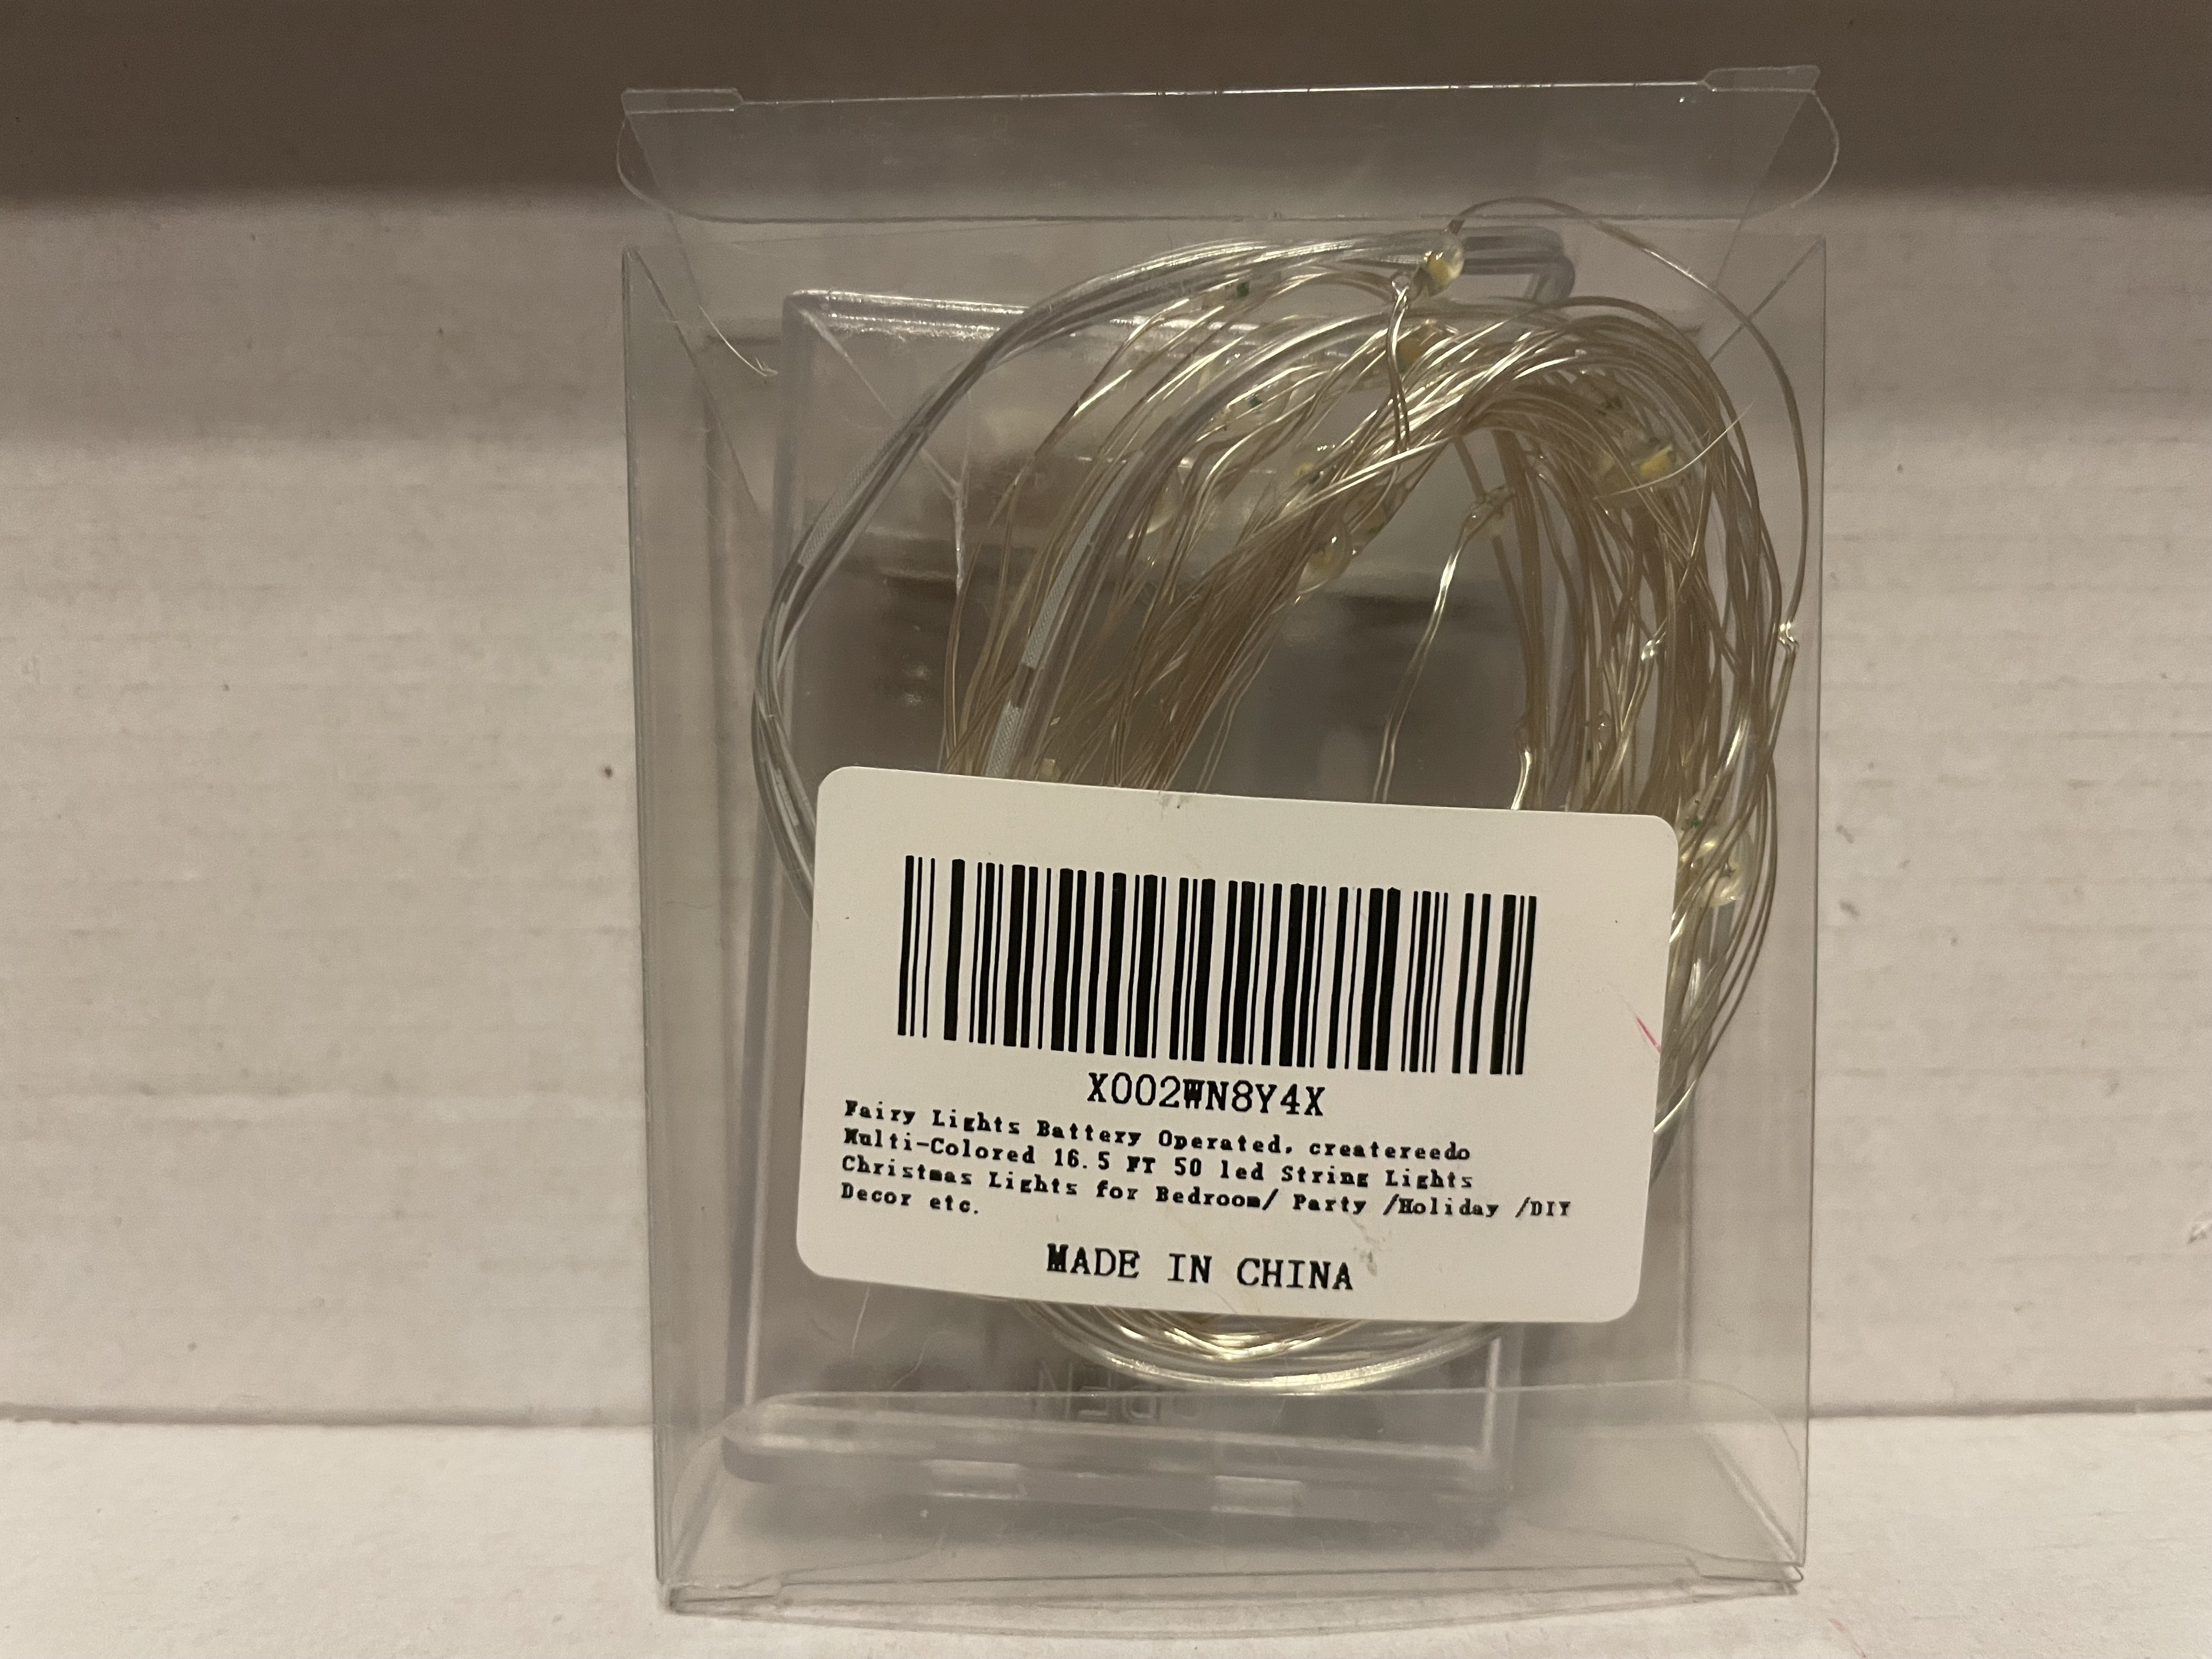 X002WN8Y4X
Fairy Lights Battery Operated, createreedo
Multi-Colored 16.5 FT 50 led String Lights
Christmas Lights for Bedroom/ Party /Holiday /DIY
Decor etc.
MADE IN CHINA
OPEN